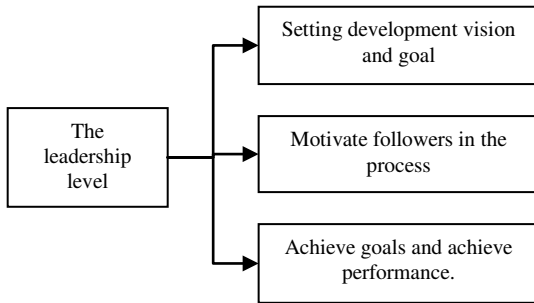 Setting development vision
and goal
The
leadership
level
Motivate followers in the
process
Achieve goals and achieve
performance.